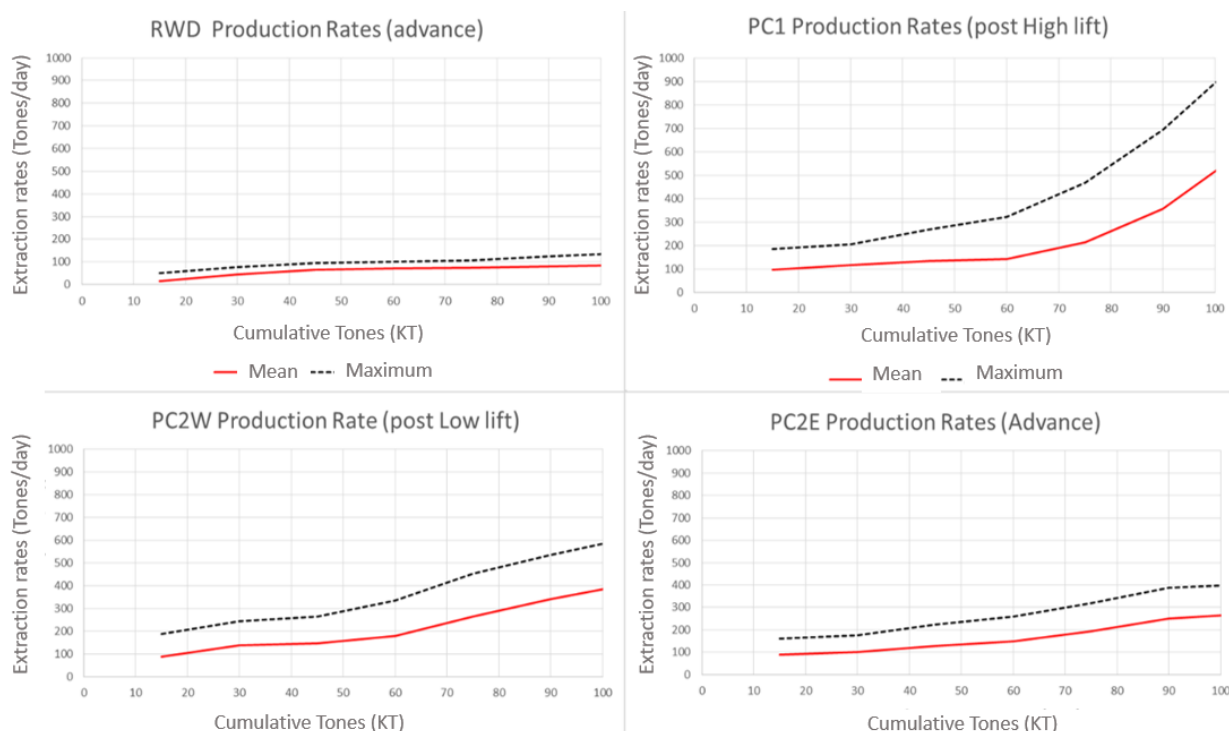 RWD Production Rates (advance)
Extraction rates (Tones/day)
1000
900
800
700
600
500
400
300
200
100
0
0 10 20 30 40 50 60 70 80 90 100
Cumulative Tones (KT)
Mean Maximum
PC1 Production Rates (post High lift)
Extraction rates (Tones/day)
1000
900
800
700
600
500
400
300
200
100
0
0 10 20 30 40 50 60 70 80 90 100
Cumulative Tones (KT)
Mean Maximum
PC2W Production Rate (post Low lift)
Extraction rates (Tones/day)
1000
900
800
700
600
500
400
300
200
100
0
0 10 20 30 40 50 60 70 80 90 100
Cumulative Tones (KT)
PC2E Production Rates (Advance)
Extraction rates (Tones/day)
1000
900
800
700
600
500
400
300
200
100
0
0 10 20 30 40 50 60 70 80 90 100
Cumulative Tones (KT)